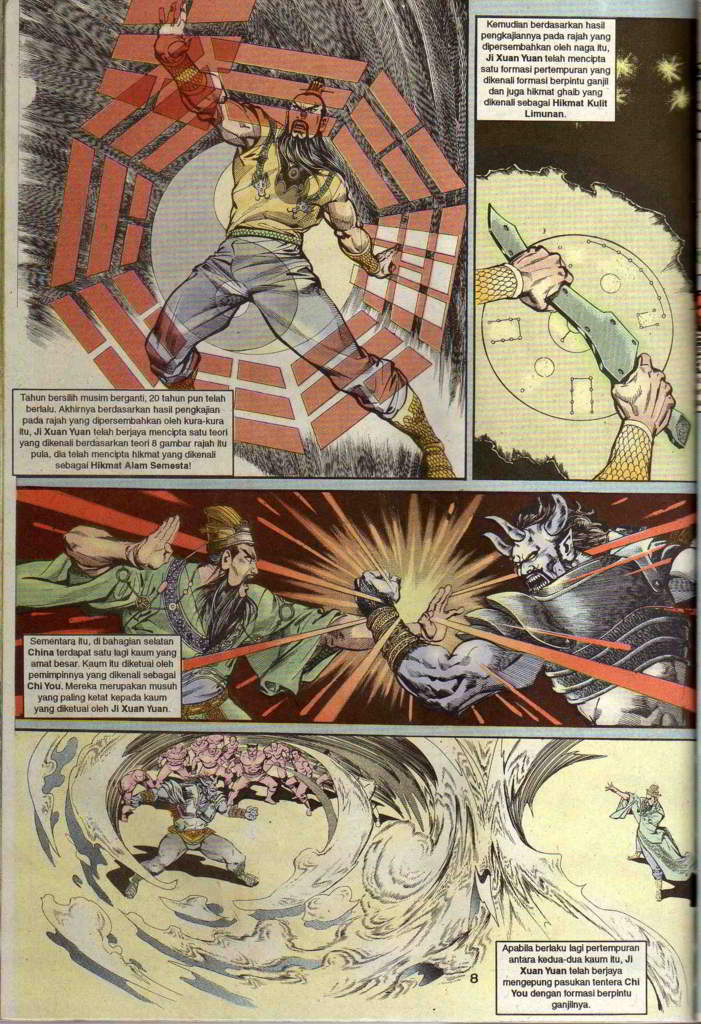 Tahun bersilih musim berganti, 20 tahun pun telah
berlalu. Akhirnya berdasarkan hasil pengkajian
pada rajah yang dipersembahkan oleh kura-kura
itu, Ji Xuan Yuan telah berjaya mencipta satu teori
yang dikenali berdasarkan teori 8 gambar rajah itu
pula, dia telah mencipta hikmat yang dikenali
sebagai Hikmat Alam Semesta!
Kemudian berdasarkan hasil
pengkajiannya pada rajah yang
dipersembahkan oleh naga itu,
Ji Xuan Yuan telah mencipta
satu formasi pertempuran yang
dikenali formasi berpintu ganjil
dan juga hikmat ghaib yang
dikenali sebagai Hikmat Kulit
Limunan.
Sementara itu, di bahagian selatan
China terdapat satu lagi kaum yang
amat besar. Kaum itu diketuai oleh
pemimpinnya yang dikenali sebagai
Chi You. Mereka merupakan musuh
yang paling ketat kepada kaum
yang diketuai oleh Ji Xuan Yuan.
Apabila berlaku lagi pertempuran
antara kedua-dua kaum itu, Ji
Xuan Yuan telah berjaya
mengepung pasukan tentera Chi
You dengan formasi berpintu
ganjilnya.
8